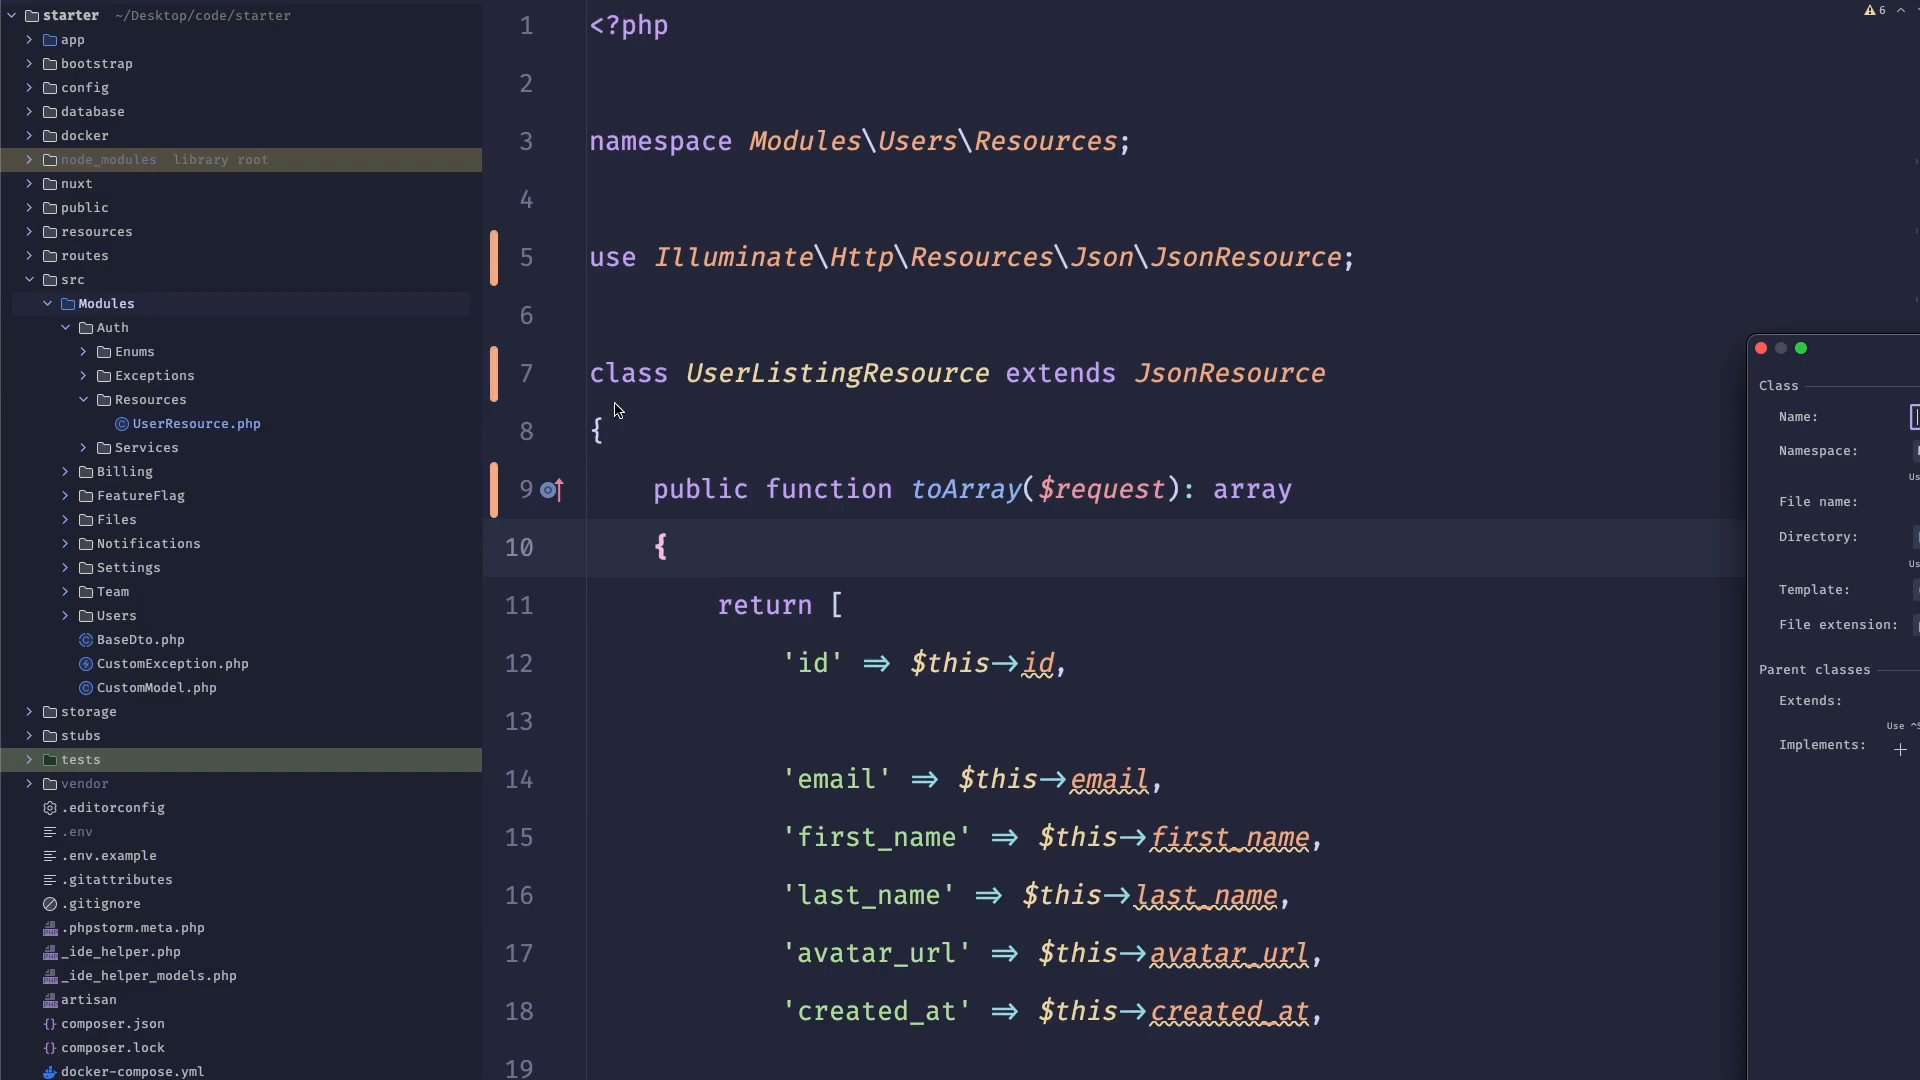 starter ~/Desktop/code/starter
app
bootstrap
config
database
docker
node_modules library root
nuxt
public
resources
routes
src
Modules
Auth
Enums
Exceptions
Resources
UserResource.php
Services
Billing
FeatureFlag
Files
Notifications
Settings
Team
Users
BaseDto.php
CustomException.php
CustomModel.php
storage
stubs
tests
vendor
.editorconfig
.env
.env.example
.gitattributes
.gitignore
.phpstorm.meta.php
_ide_helper.php
_ide_helper_models.php
artisan
composer.json
composer.lock
docker-compose.yml
1 <?php
2
3 namespace Modules\Users\Resources;
4
5 use Illuminate\Http\Resources\Json\JsonResource;
6
7 class UserListingResource extends JsonResource
8 {
9 public function toArray($request): array
10 {
11 return [
12 'id' => $this->id,
13
14 'email' => $this->email,
15 'first_name' => $this->first_name,
16 'last_name' => $this->last_name,
17 'avatar_url' => $this->avatar_url,
18 'created_at' => $this->created_at,
19
6
Class
Name:
Namespace:
File name:
Directory:
Template:
File extension:
Parent classes
Extends:
Use
Implements: